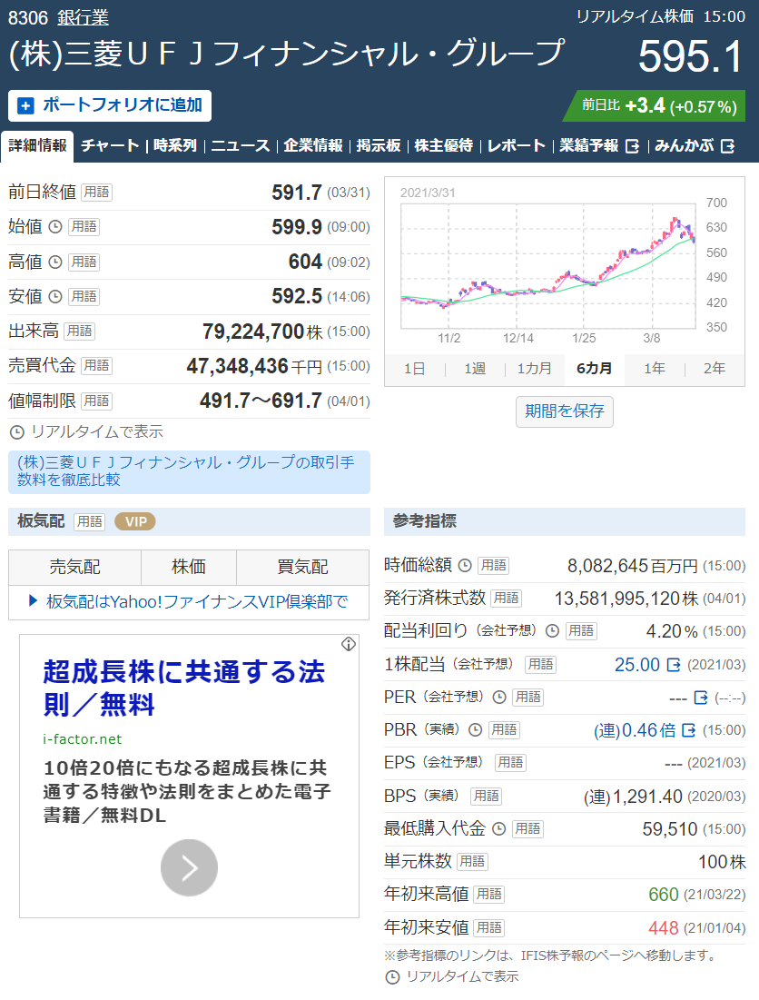 8306 銀行業
リアルタイム株価 15:00
(株)三菱ＵＦＪフィナンシャル・グループ
595.1
ポートフォリオに追加
前日比 +3.4 (+0.57%)
詳細情報 チャート 時系列 ニュース 企業情報 掲示板 株主優待 レポート 業績予報 みんかぶ
前日終値 用語 591.7 (03/31)
始値 用語 599.9 (09:00)
高値 用語 604 (09:02)
安値 用語 592.5 (14:06)
出来高 用語 79,224,700株 (15:00)
売買代金 用語 47,348,436千円 (15:00)
値幅制限 用語 491.7～691.7 (04/01)
リアルタイムで表示
(株)三菱ＵＦＪフィナンシャル・グループの取引手
数料を徹底比較
2021/3/31
700
630
560
490
420
350
11/2 12/14 1/25 3/8
1日 1週 1カ月 6カ月 1年 2年
期間を保存
板気配 用語 VIP
売気配 株価 買気配
板気配はYahoo!ファイナンスVIP倶楽部で
超成長株に共通する法
則／無料
i-factor.net
10倍20倍にもなる超成長株に共
通する特徴や法則をまとめた電子
書籍／無料DL
参考指標
時価総額 用語 8,082,645百万円 (15:00)
発行済株式数 用語 13,581,995,120株 (04/01)
配当利回り（会社予想） 用語 4.20% (15:00)
1株配当（会社予想） 用語 25.00 (2021/03)
PER（会社予想） 用語 --- (--:--)
PBR（実績） 用語 (連)0.46倍 (15:00)
EPS（会社予想） 用語 --- (2021/03)
BPS（実績） 用語 (連)1,291.40 (2020/03)
最低購入代金 用語 59,510 (15:00)
単元株数 用語 100株
年初来高値 用語 660 (21/03/22)
年初来安値 用語 448 (21/01/04)
※参考指標のリンクは、IFIS株予報のページへ移動します。
リアルタイムで表示